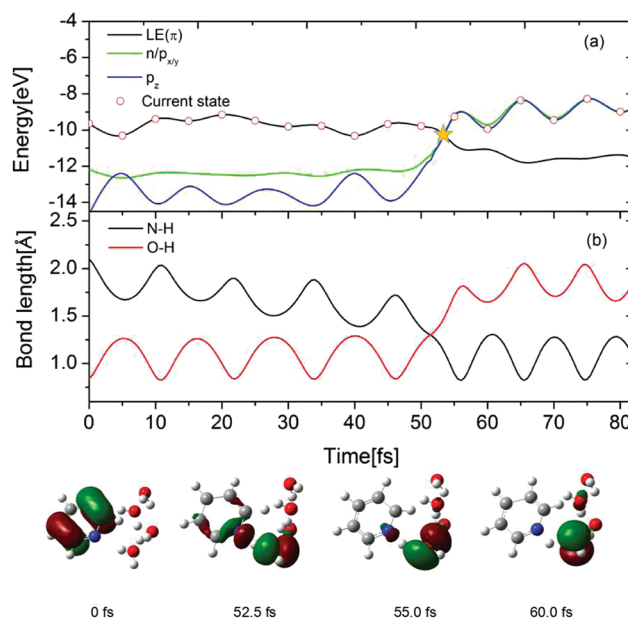 -4
(a)
LE(π)
n/pₓ/ᵧ
p_z
Current state
-6
-8
-10
-12
-14
Energy[eV]
2.5
(b)
N-H
O-H
2.0
1.5
1.0
Bond length[Å]
0 10 20 30 40 50 60 70 80
Time[fs]
0 fs 52.5 fs 55.0 fs 60.0 fs